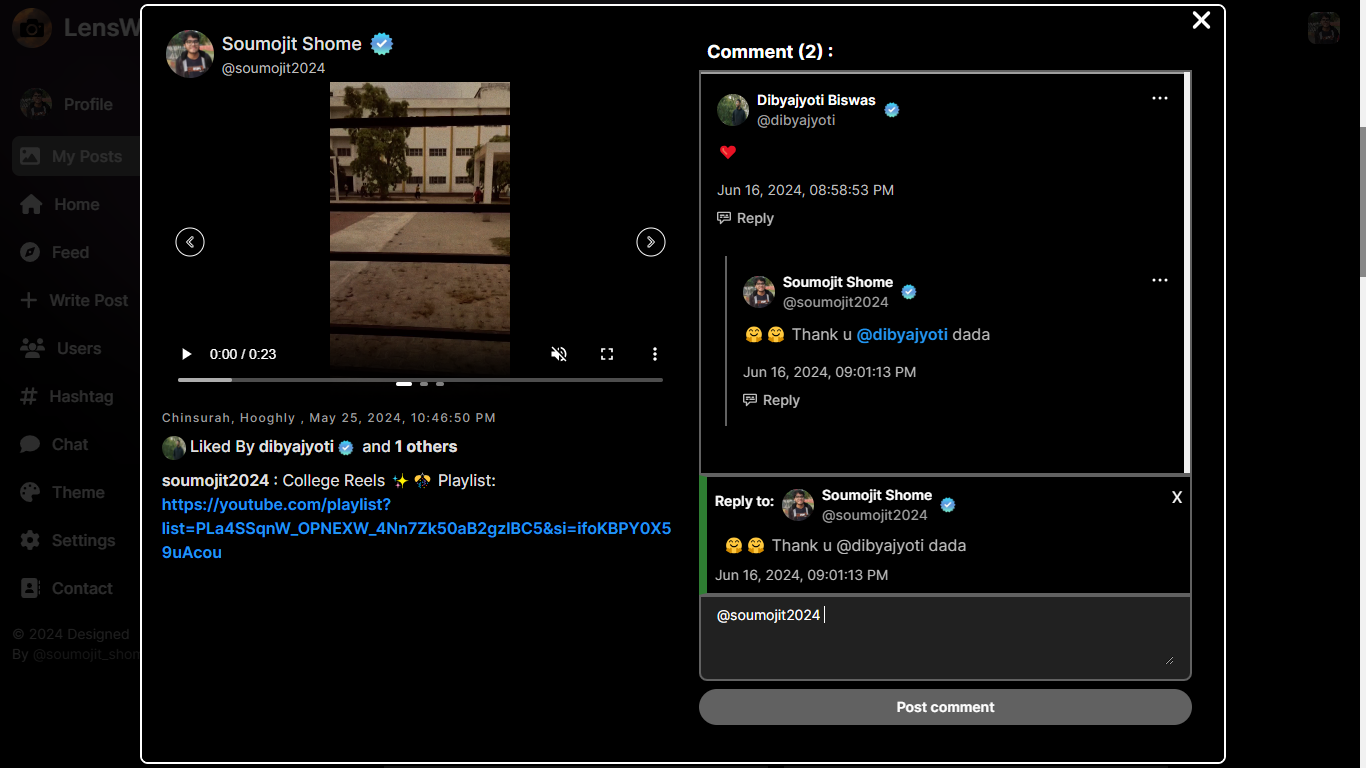 LensW
Profile
My Posts
Home
Feed
Write Post
Users
Hashtag
Chat
Theme
Settings
Contact
© 2024 Designed
By @soumojit_shom
Soumojit Shome
@soumojit2024
0:00 / 0:23
Chinsurah, Hooghly , May 25, 2024, 10:46:50 PM
Liked By dibyajyoti and 1 others
soumojit2024 : College Reels ✨ 🎊 Playlist:
https://youtube.com/playlist?
list=PLa4SSqnW_OPNEXW_4Nn7Zk50aB2gzIBC5&si=ifoKBPY0X5
9uAcou
Comment (2) :
Dibyajyoti Biswas
@dibyajyoti
❤️
Jun 16, 2024, 08:58:53 PM
Reply
Soumojit Shome
@soumojit2024
🤗 🤗 Thank u @dibyajyoti dada
Jun 16, 2024, 09:01:13 PM
Reply
Reply to: Soumojit Shome X
@soumojit2024
🤗 🤗 Thank u @dibyajyoti dada
Jun 16, 2024, 09:01:13 PM
@soumojit2024
Post comment